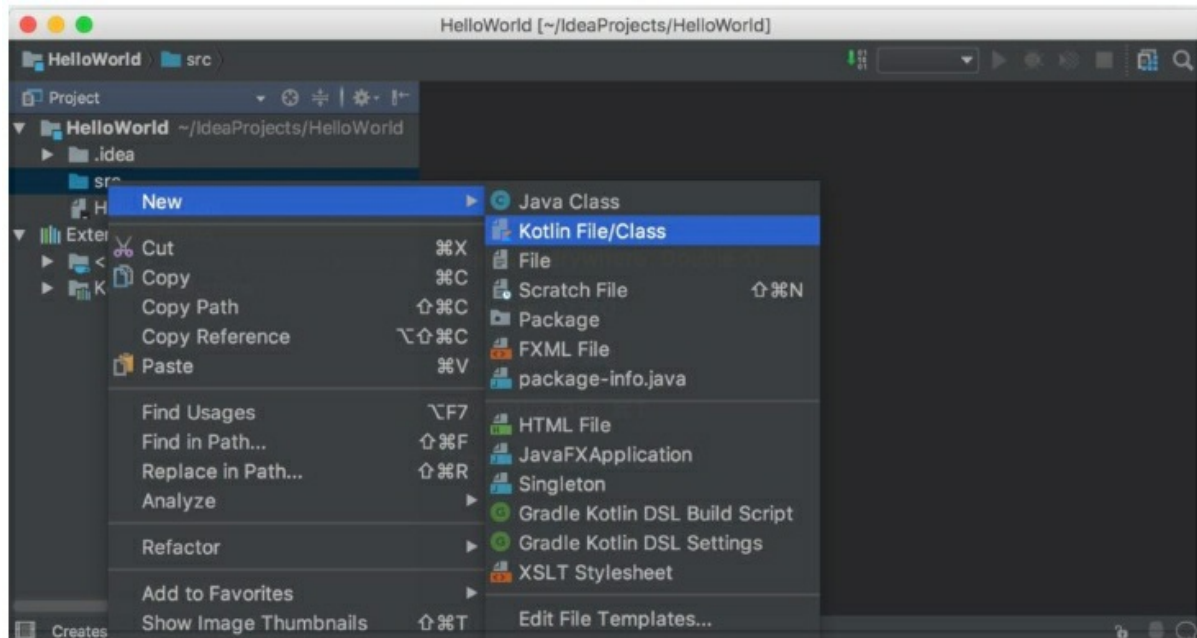 HelloWorld [~/IdeaProjects/HelloWorld]
HelloWorld src
Project
HelloWorld ~/IdeaProjects/HelloWorld
.idea
src
H
Exter
<
K
New
Cut ⌘X
Copy ⌘C
Copy Path ⇧⌘C
Copy Reference ⌥⇧⌘C
Paste ⌘V
Find Usages ⌥F7
Find in Path... ⇧⌘F
Replace in Path... ⇧⌘R
Analyze
Refactor
Add to Favorites
Show Image Thumbnails ⇧⌘T
Java Class
Kotlin File/Class
File
Scratch File ⇧⌘N
Package
FXML File
package-info.java
HTML File
JavaFXApplication
Singleton
Gradle Kotlin DSL Build Script
Gradle Kotlin DSL Settings
XSLT Stylesheet
Edit File Templates...
Creates